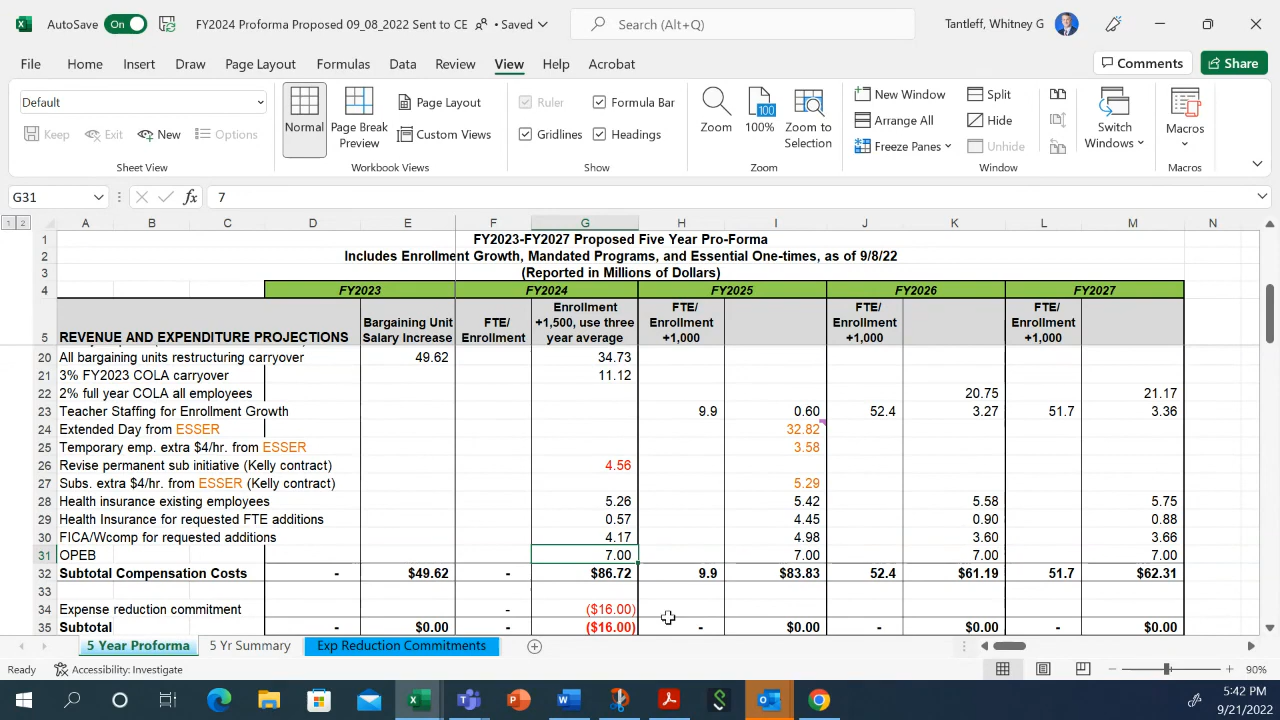 AutoSave On FY2024 Proforma Proposed 09_08_2022 Sent to CE • Saved Search (Alt+Q) Tantleff, Whitney G
File Home Insert Draw Page Layout Formulas Data Review View Help Acrobat Comments Share
Default
Keep Exit New Options
Sheet View
Normal Page Break Preview Page Layout Custom Views
Workbook Views
Ruler Formula Bar
Gridlines Headings
Show
Zoom 100% Zoom to Selection
Zoom
New Window Split
Arrange All Hide
Freeze Panes Unhide
Switch Windows
Window
Macros
Macros
G31 fx 7
1 2 A B C D E F G H I J K L M N
1 FY2023-FY2027 Proposed Five Year Pro-Forma
2 Includes Enrollment Growth, Mandated Programs, and Essential One-times, as of 9/8/22
3 (Reported in Millions of Dollars)
4 FY2023 FY2024 FY2025 FY2026 FY2027
5 REVENUE AND EXPENDITURE PROJECTIONS Bargaining Unit Salary Increase FTE/ Enrollment Enrollment +1,500, use three year average FTE/ Enrollment +1,000 FTE/ Enrollment +1,000 FTE/ Enrollment +1,000
20 All bargaining units restructuring carryover 49.62 34.73
21 3% FY2023 COLA carryover 11.12
22 2% full year COLA all employees 20.75 21.17
23 Teacher Staffing for Enrollment Growth 9.9 0.60 52.4 3.27 51.7 3.36
24 Extended Day from ESSER 32.82
25 Temporary emp. extra $4/hr. from ESSER 3.58
26 Revise permanent sub initiative (Kelly contract) 4.56
27 Subs. extra $4/hr. from ESSER (Kelly contract) 5.29
28 Health insurance existing employees 5.26 5.42 5.58 5.75
29 Health Insurance for requested FTE additions 0.57 4.45 0.90 0.88
30 FICA/Wcomp for requested additions 4.17 4.98 3.60 3.66
31 OPEB 7.00 7.00 7.00 7.00
32 Subtotal Compensation Costs - $49.62 - $86.72 9.9 $83.83 52.4 $61.19 51.7 $62.31
33
34 Expense reduction commitment - ($16.00)
35 Subtotal - $0.00 - ($16.00) - $0.00 - $0.00 - $0.00
5 Year Proforma 5 Yr Summary Exp Reduction Commitments
Ready Accessibility: Investigate 90%
5:42 PM
9/21/2022